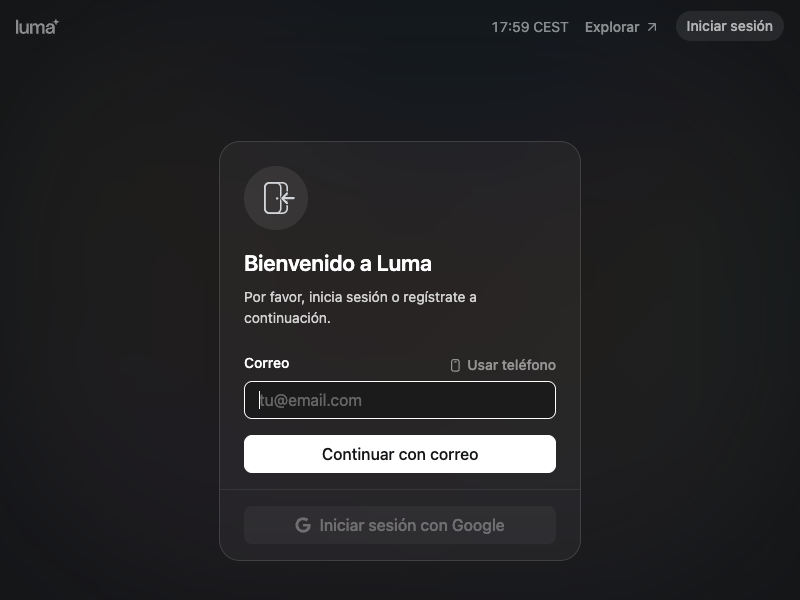 luma
17:59 CEST
Explorar ↗
Iniciar sesión
Bienvenido a Luma
Por favor, inicia sesión o regístrate a
continuación.
Correo
Usar teléfono
tu@email.com
Continuar con correo
Iniciar sesión con Google